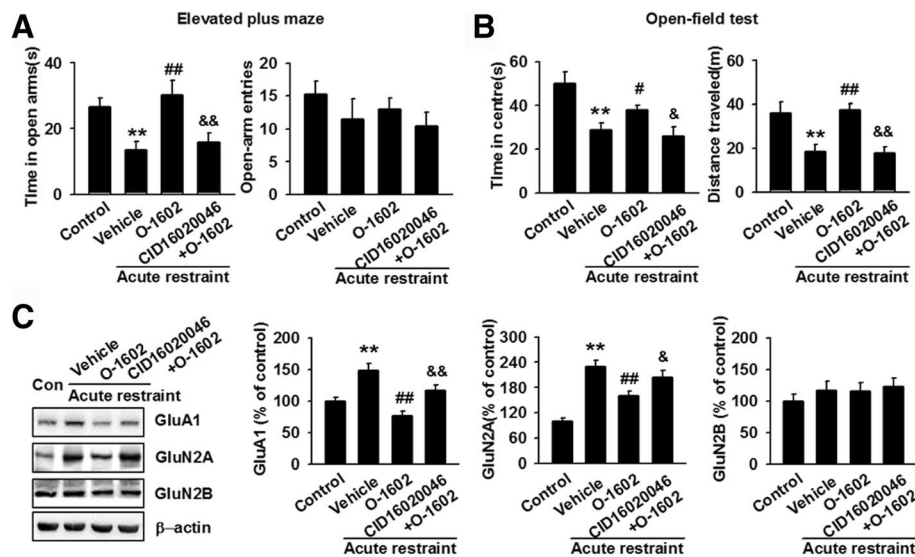 A
Elevated plus maze
Time in open arms(s)
40
20
0
**
##
&&
Control
Vehicle
O-1602
CID16020046
+O-1602
Acute restraint
Open-arm entries
20
15
10
5
0
Control
Vehicle
O-1602
CID16020046
+O-1602
Acute restraint
B
Open-field test
Time in centre(s)
60
40
20
0
**
#
&
Control
Vehicle
O-1602
CID16020046
+O-1602
Acute restraint
Distance traveled(m)
60
40
20
0
**
##
&&
Control
Vehicle
O-1602
CID16020046
+O-1602
Acute restraint
C
Con
Vehicle
O-1602
CID16020046
+O-1602
Acute restraint
GluA1
GluN2A
GluN2B
β-actin
GluA1 (% of control)
200
150
100
50
0
**
##
&&
Control
Vehicle
O-1602
CID16020046
+O-1602
Acute restraint
GluN2A(% of control)
300
240
180
120
60
0
**
##
&
Control
Vehicle
O-1602
CID16020046
+O-1602
Acute restraint
GluN2B (% of control)
200
150
100
50
0
Control
Vehicle
O-1602
CID16020046
+O-1602
Acute restraint